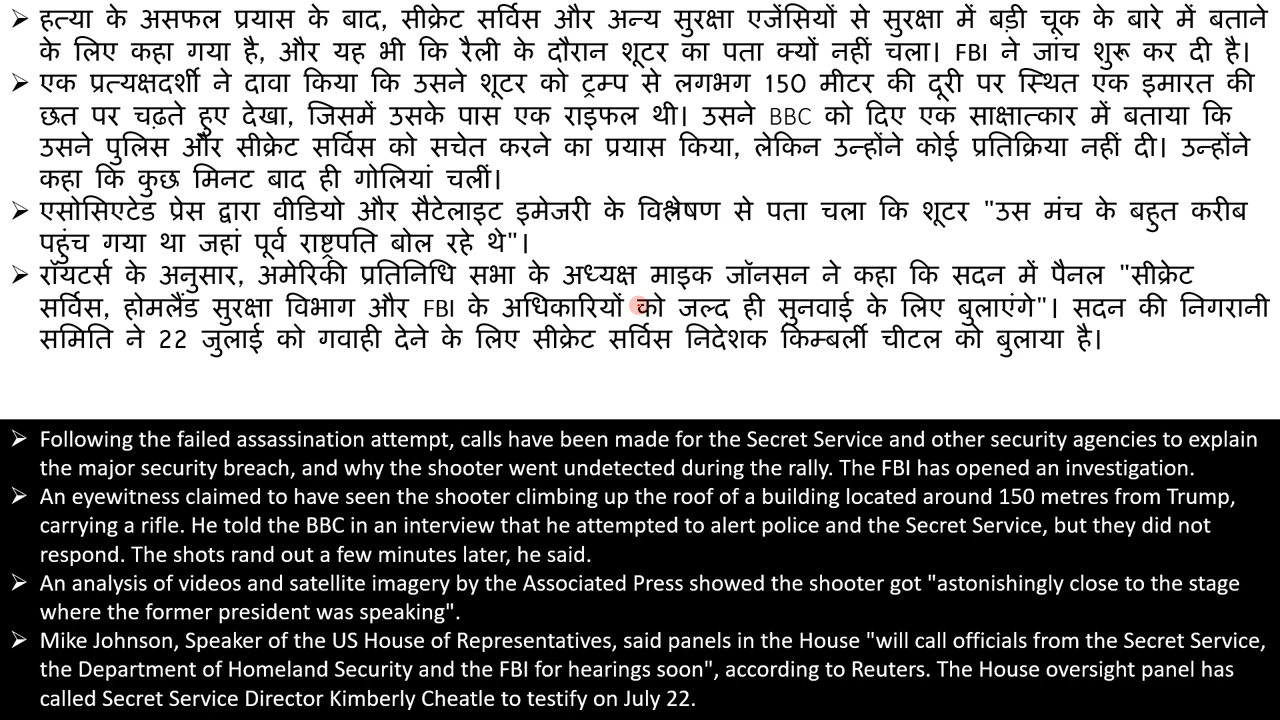 ➢ हत्या के असफल प्रयास के बाद, सीक्रेट सर्विस और अन्य सुरक्षा एजेंसियों से सुरक्षा में बड़ी चूक के बारे में बताने
के लिए कहा गया है, और यह भी कि रैली के दौरान शूटर का पता क्यों नहीं चला। FBI ने जांच शुरू कर दी है।
➢ एक प्रत्यक्षदर्शी ने दावा किया कि उसने शूटर को ट्रम्प से लगभग 150 मीटर की दूरी पर स्थित एक इमारत की
छत पर चढ़ते हुए देखा, जिसमें उसके पास एक राइफल थी। उसने BBC को दिए एक साक्षात्कार में बताया कि
उसने पुलिस और सीक्रेट सर्विस को सचेत करने का प्रयास किया, लेकिन उन्होंने कोई प्रतिक्रिया नहीं दी। उन्होंने
कहा कि कुछ मिनट बाद ही गोलियां चलीं।
➢ एसोसिएटेड प्रेस द्वारा वीडियो और सैटेलाइट इमेजरी के विश्लेषण से पता चला कि शूटर "उस मंच के बहुत करीब
पहुंच गया था जहां पूर्व राष्ट्रपति बोल रहे थे"।
➢ रॉयटर्स के अनुसार, अमेरिकी प्रतिनिधि सभा के अध्यक्ष माइक जॉनसन ने कहा कि सदन में पैनल "सीक्रेट
सर्विस, होमलैंड सुरक्षा विभाग और FBI के अधिकारियों को जल्द ही सुनवाई के लिए बुलाएंगे"। सदन की निगरानी
समिति ने 22 जुलाई को गवाही देने के लिए सीक्रेट सर्विस निदेशक किम्बर्ली चीटल को बुलाया है।
➢ Following the failed assassination attempt, calls have been made for the Secret Service and other security agencies to explain
the major security breach, and why the shooter went undetected during the rally. The FBI has opened an investigation.
➢ An eyewitness claimed to have seen the shooter climbing up the roof of a building located around 150 metres from Trump,
carrying a rifle. He told the BBC in an interview that he attempted to alert police and the Secret Service, but they did not
respond. The shots rand out a few minutes later, he said.
➢ An analysis of videos and satellite imagery by the Associated Press showed the shooter got "astonishingly close to the stage
where the former president was speaking".
➢ Mike Johnson, Speaker of the US House of Representatives, said panels in the House "will call officials from the Secret Service,
the Department of Homeland Security and the FBI for hearings soon", according to Reuters. The House oversight panel has
called Secret Service Director Kimberly Cheatle to testify on July 22.